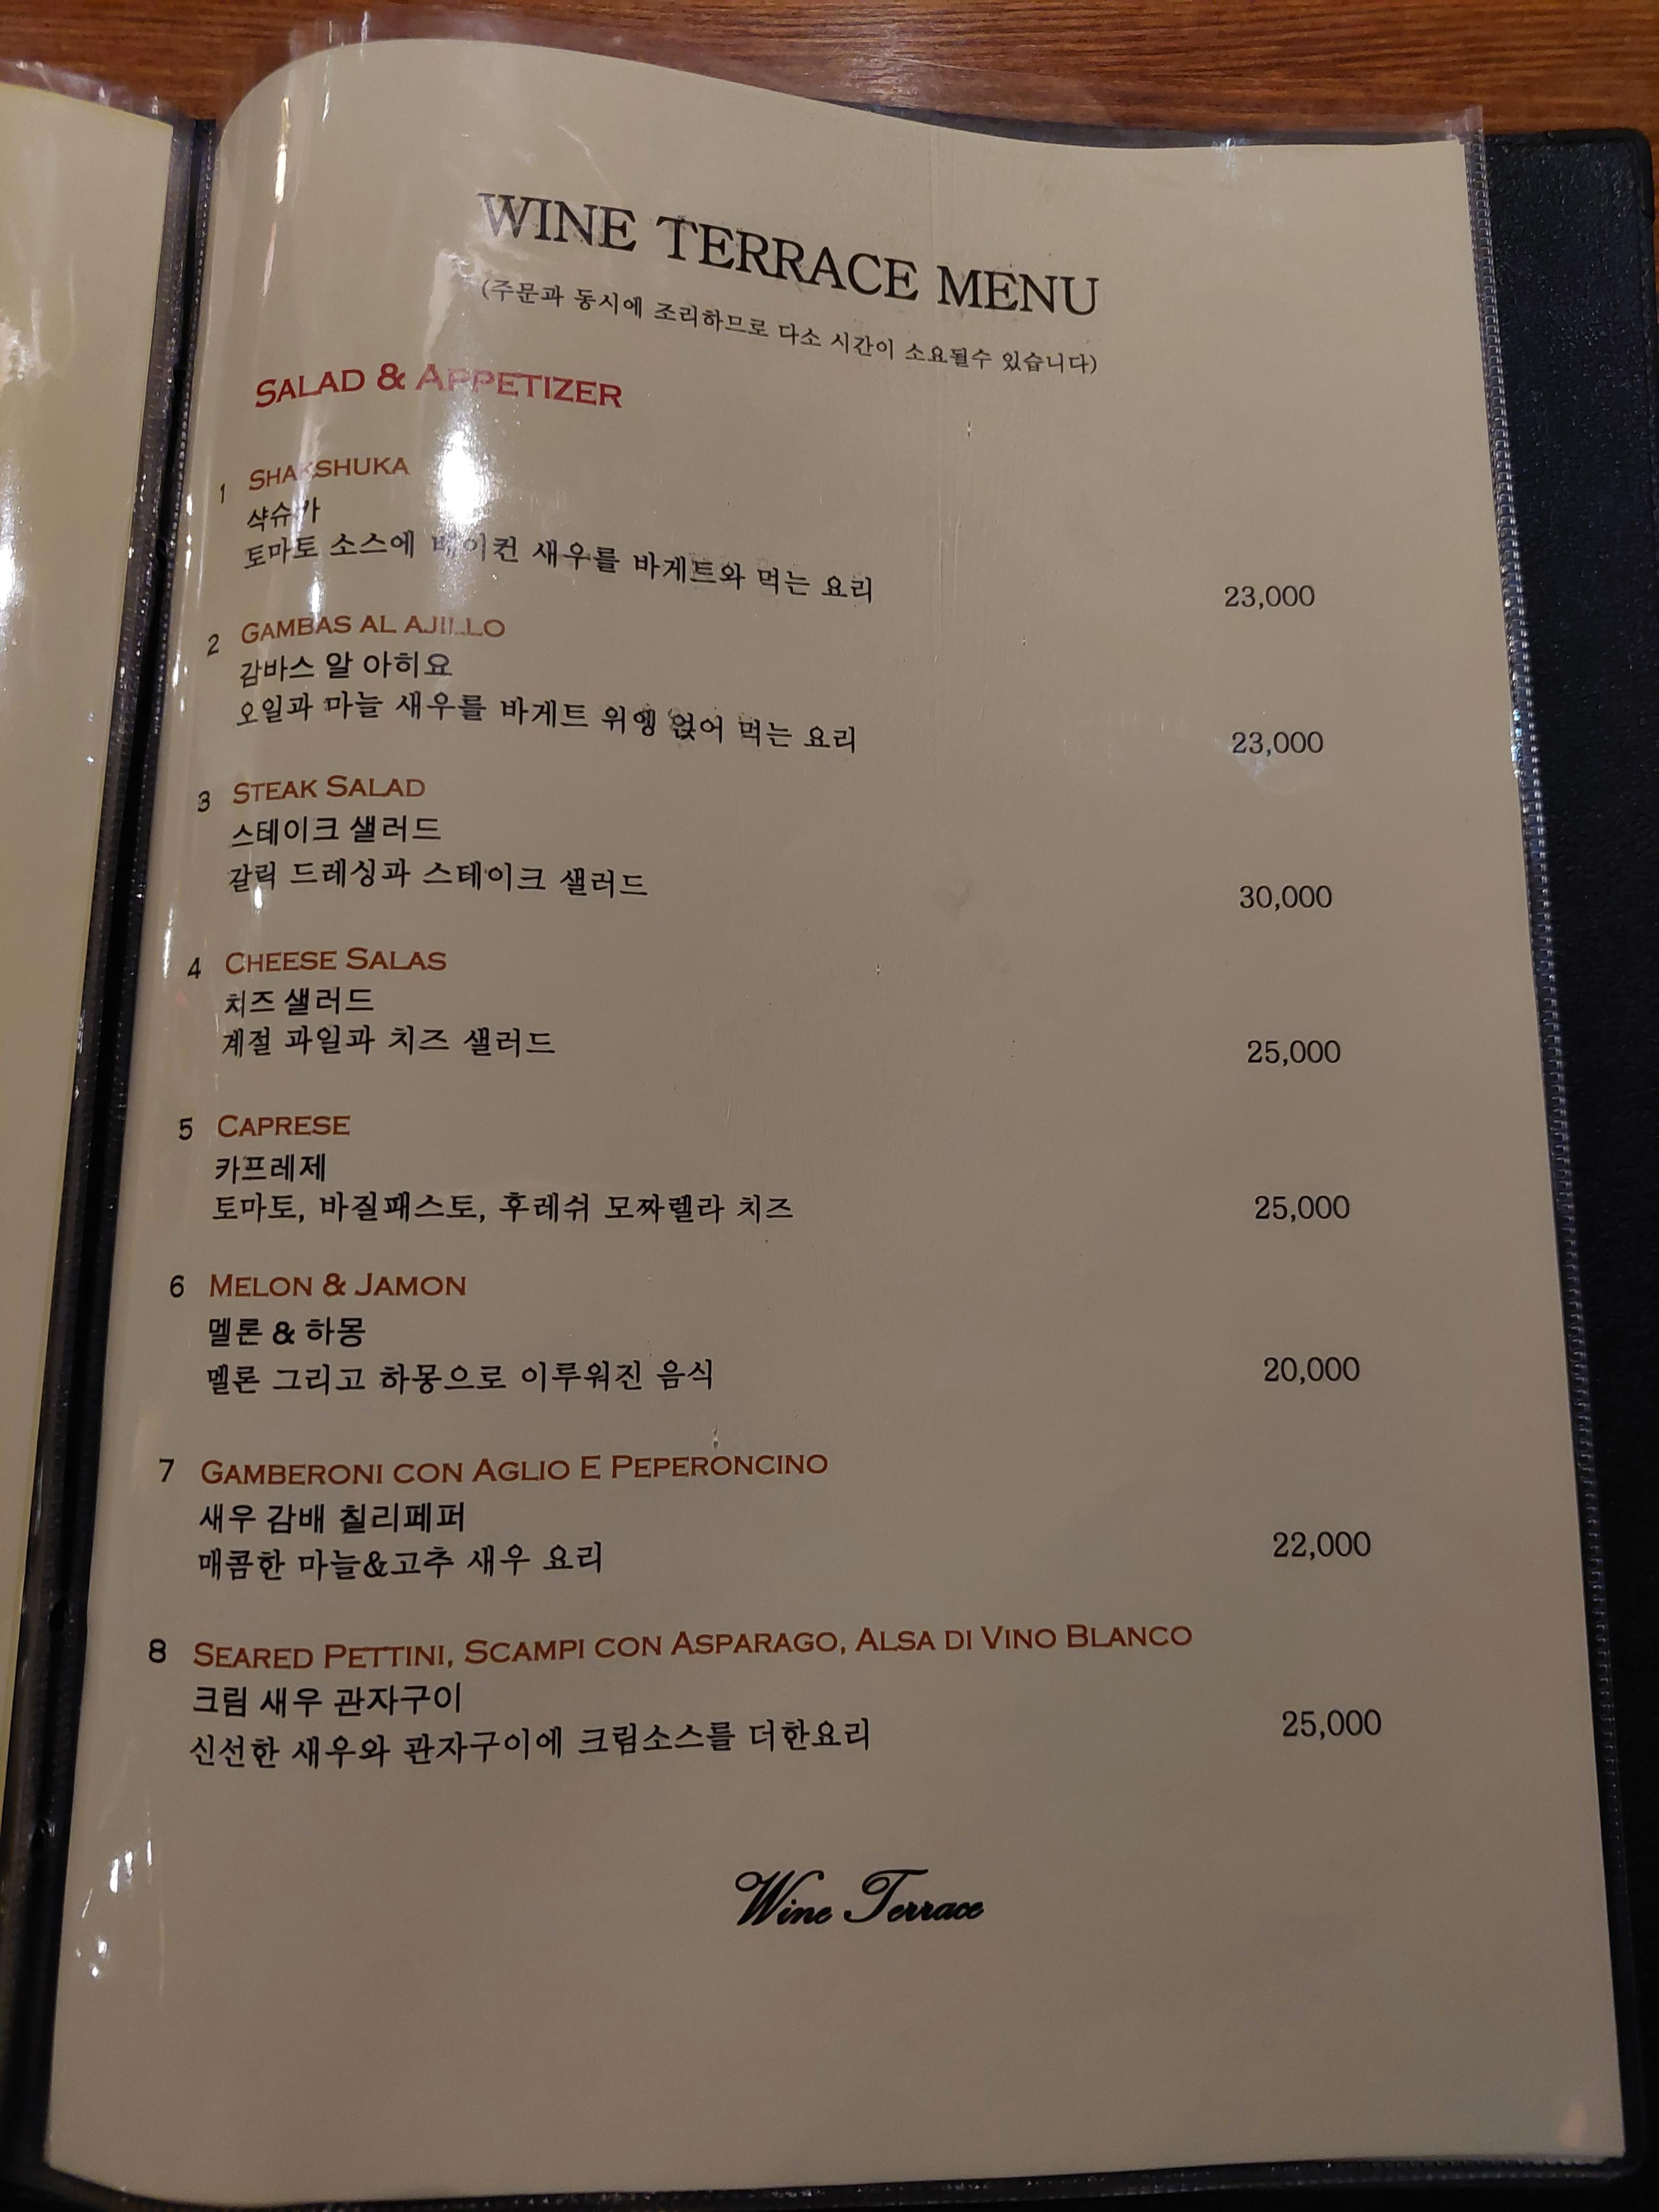 WINE TERRACE MENU
(주문과 동시에 조리하므로 다소 시간이 소요될수 있습니다)
SALAD & APPETIZER
1 SHAKSHUKA
샥슈카
토마토 소스에 베이컨 새우를 바게트와 먹는 요리
23,000
2 GAMBAS AL AJILLO
감바스 알 아히요
오일과 마늘 새우를 바게트 위엥 얹어 먹는 요리
23,000
3 STEAK SALAD
스테이크 샐러드
갈릭 드레싱과 스테이크 샐러드
30,000
4 CHEESE SALAS
치즈 샐러드
계절 과일과 치즈 샐러드
25,000
5 CAPRESE
카프레제
토마토, 바질패스토, 후레쉬 모짜렐라 치즈
25,000
6 MELON & JAMON
멜론 & 하몽
멜론 그리고 하몽으로 이루워진 음식
20,000
7 GAMBERONI CON AGLIO E PEPERONCINO
새우 감배 칠리페퍼
매콤한 마늘&고추 새우 요리
22,000
8 SEARED PETTINI, SCAMPI CON ASPARAGO, ALSA DI VINO BLANCO
크림 새우 관자구이
신선한 새우와 관자구이에 크림소스를 더한요리
25,000
Wine Terrace